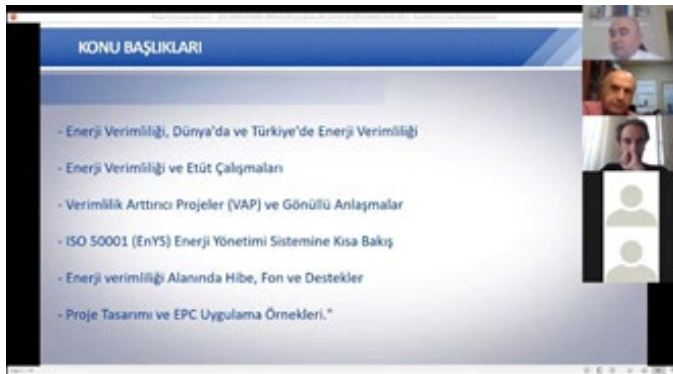 KONU BAŞLIKLARI
- Enerji Verimliliği, Dünya'da ve Türkiye'de Enerji Verimliliği
- Enerji Verimliliği ve Etüt Çalışmaları
- Verimlilik Arttırıcı Projeler (VAP) ve Gönüllü Anlaşmalar
- ISO 50001 (EnYS) Enerji Yönetimi Sistemine Kısa Bakış
- Enerji verimliliği Alanında Hibe, Fon ve Destekler
- Proje Tasarımı ve EPC Uygulama Örnekleri."